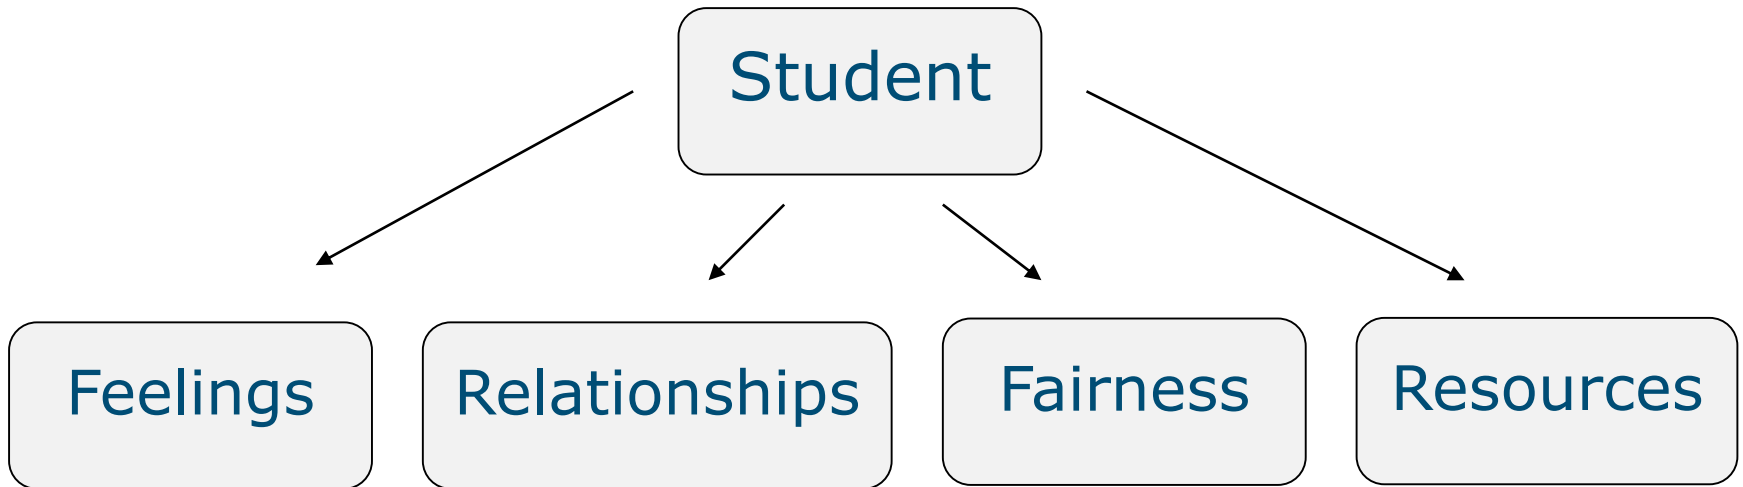 Student
Feelings
Relationships
Fairness
Resources